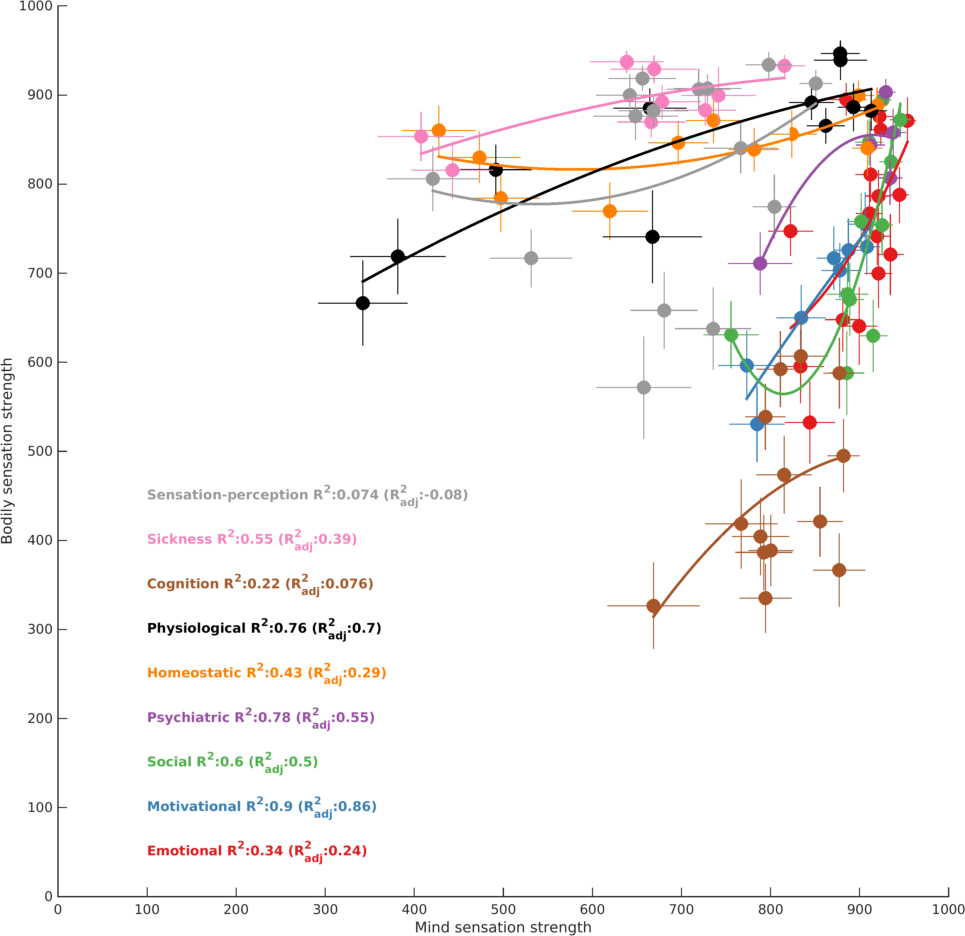 1000
900
800
700
600
500
400
300
200
100
0
Bodily sensation strength
Sensation-perception R²:0.074 (R²adj:-0.08)
Sickness R²:0.55 (R²adj:0.39)
Cognition R²:0.22 (R²adj:0.076)
Physiological R²:0.76 (R²adj:0.7)
Homeostatic R²:0.43 (R²adj:0.29)
Psychiatric R²:0.78 (R²adj:0.55)
Social R²:0.6 (R²adj:0.5)
Motivational R²:0.9 (R²adj:0.86)
Emotional R²:0.34 (R²adj:0.24)
0 100 200 300 400 500 600 700 800 900 1000
Mind sensation strength